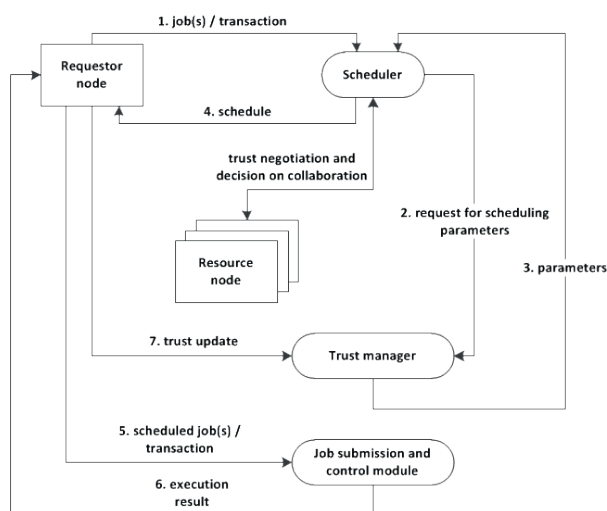 1. job(s) / transaction
Requestor
node
Scheduler
4. schedule
trust negotiation and
decision on collaboration
2. request for scheduling
parameters
3. parameters
Resource
node
7. trust update
Trust manager
5. scheduled job(s) /
transaction
Job submission and
control module
6. execution
result